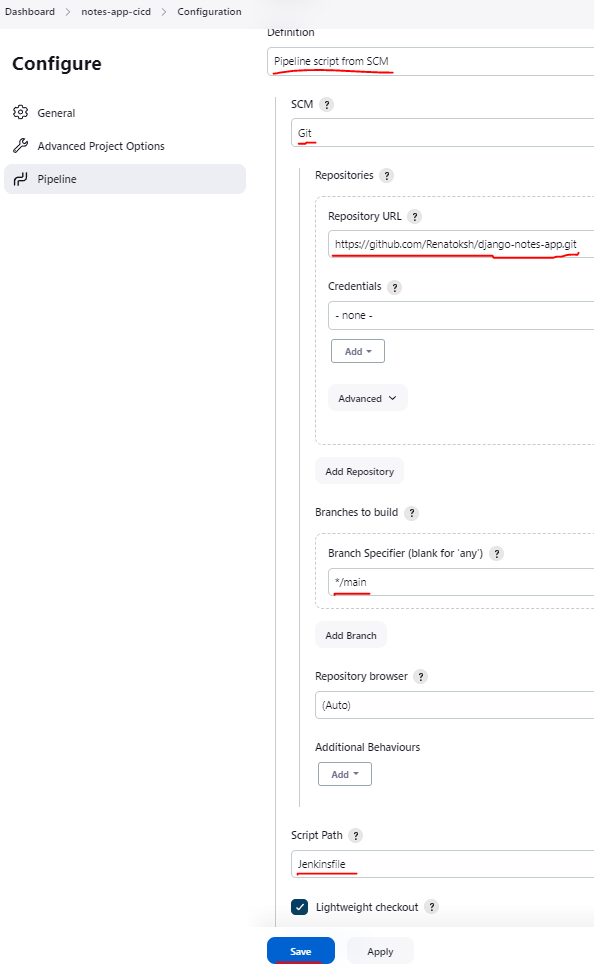 Dashboard > notes-app-cicd > Configuration
Configure
General
Advanced Project Options
Pipeline
Definition
Pipeline script from SCM
SCM ?
Git
Repositories ?
Repository URL ?
https://github.com/Renatoksh/django-notes-app.git
Credentials ?
- none -
Add
Advanced
Add Repository
Branches to build ?
Branch Specifier (blank for 'any') ?
*/main
Add Branch
Repository browser ?
(Auto)
Additional Behaviours
Add
Script Path ?
Jenkinsfile
Lightweight checkout ?
Save Apply